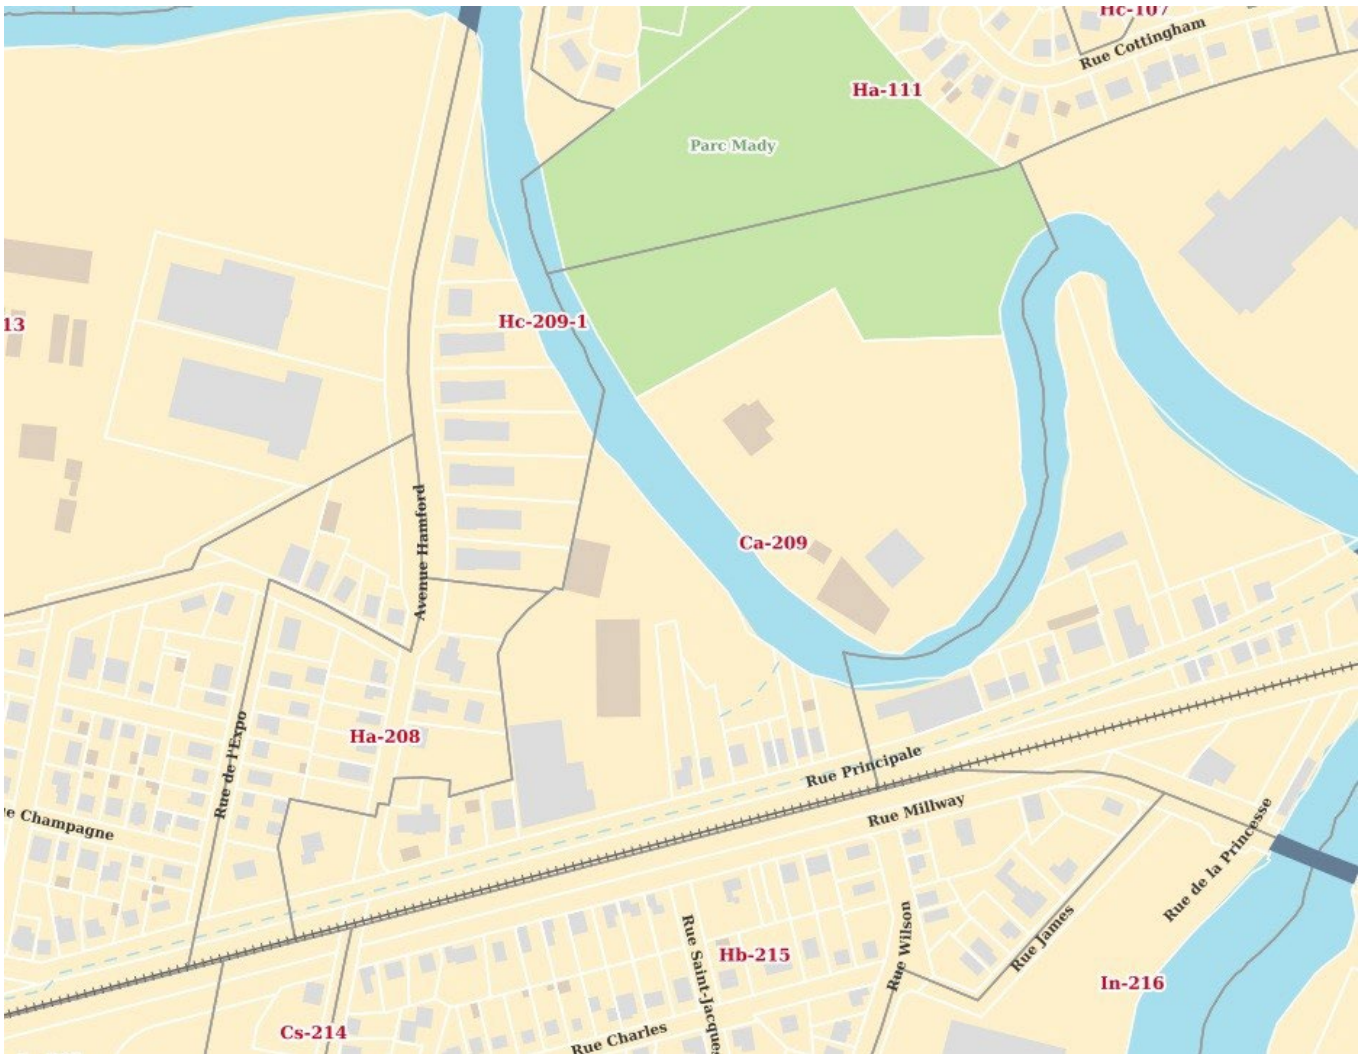 Hc-107
Rue Cottingham
Ha-111
Parc Mady
13
Hc-209-1
Avenue Hamford
Ca-209
Ha-208
Rue de l'Expo
Rue Principale
Rue Millway
Rue de la Princesse
Champagne
Rue Saint-Jacques
Rue Wilson
Rue James
Hb-215
In-216
Cs-214
Rue Charles